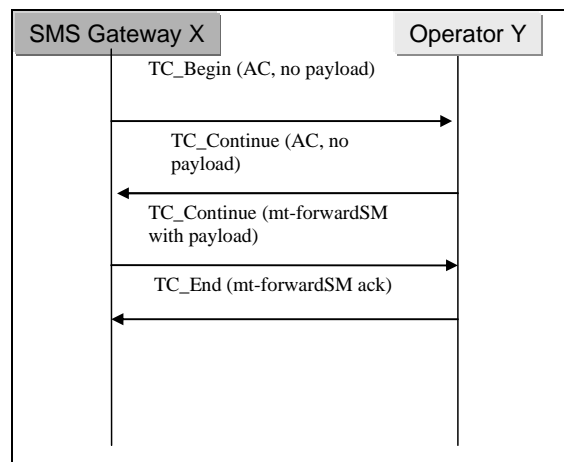 SMS Gateway X
Operator Y
TC_Begin (AC, no payload)
TC_Continue (AC, no
payload)
TC_Continue (mt-forwardSM
with payload)
TC_End (mt-forwardSM ack)